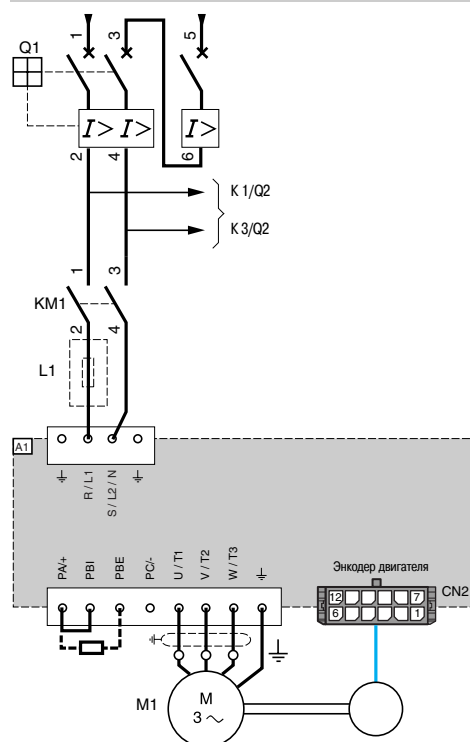 1 3 5
Q1
I> I> I>
2 4 6
К 1/Q2
К 3/Q2
1 3
KM1
2 4
L1
A1
R / L1
S / L2 / N
PA/+
PBI
PBE
PC/-
U / T1
V / T2
W / T3
Энкодер двигателя
12 7
6 1
CN2
M1
M
3 ~